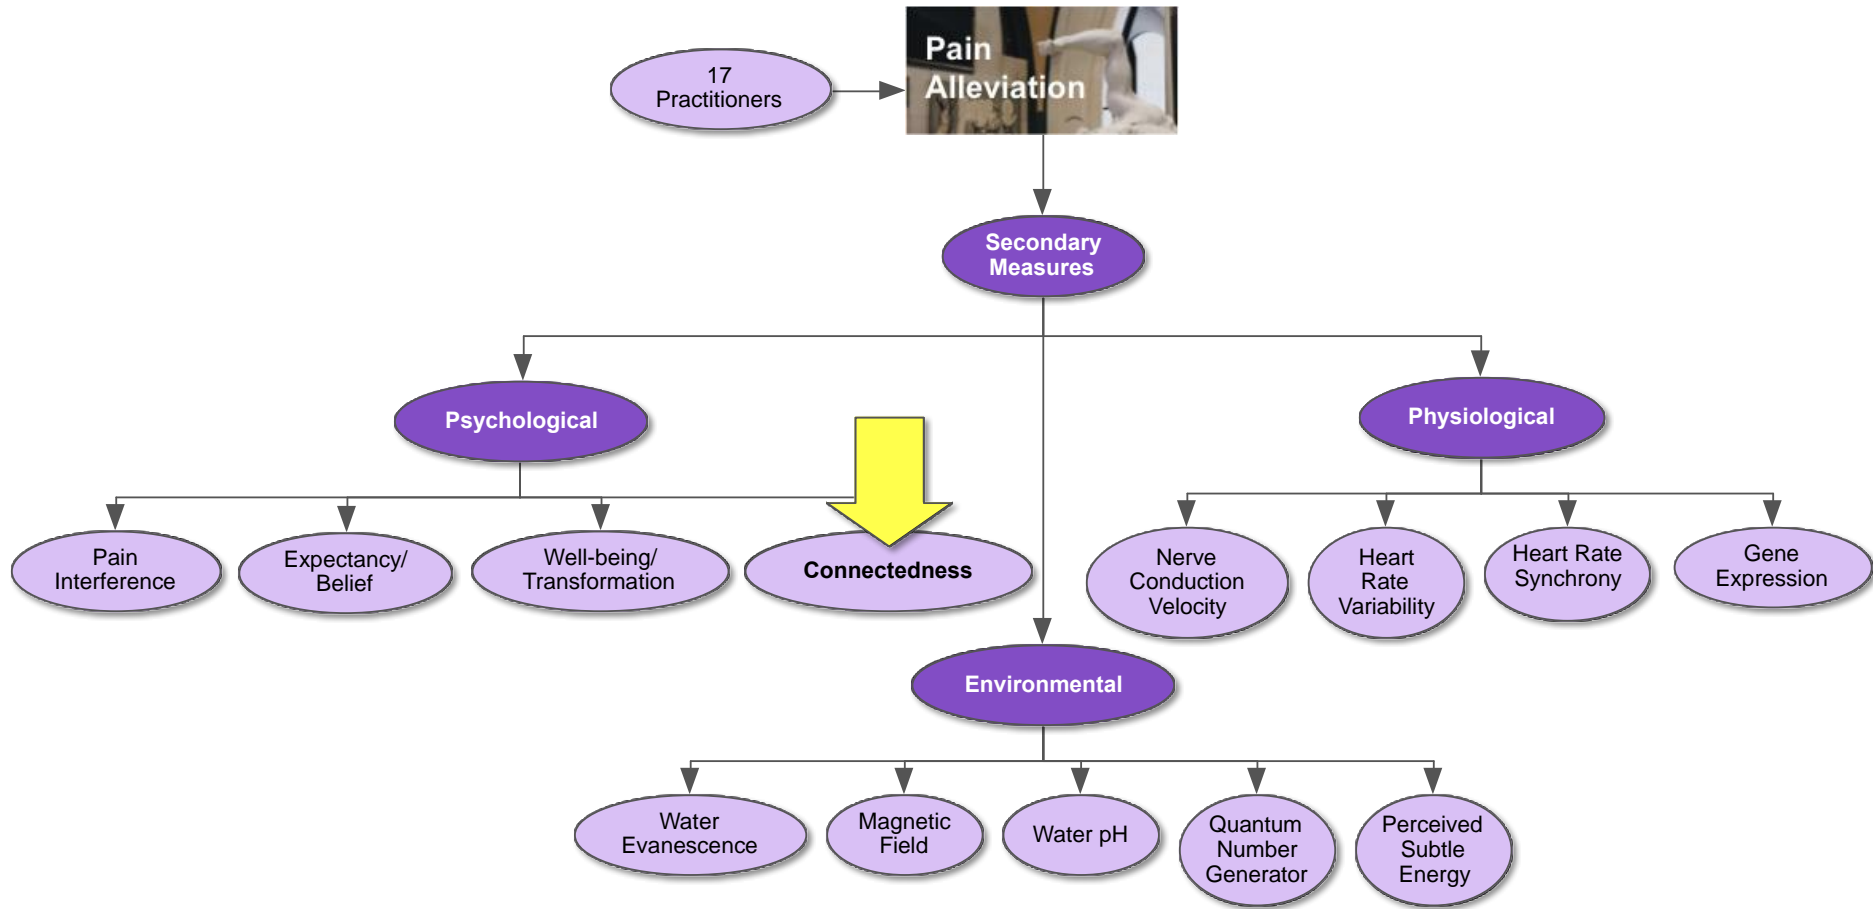 17
Practitioners
Pain
Alleviation
Secondary
Measures
Psychological
Physiological
Pain
Interference
Expectancy/
Belief
Well-being/
Transformation
Connectedness
Nerve
Conduction
Velocity
Heart
Rate
Variability
Heart Rate
Synchrony
Gene
Expression
Environmental
Water
Evanescence
Magnetic
Field
Water pH
Quantum
Number
Generator
Perceived
Subtle
Energy